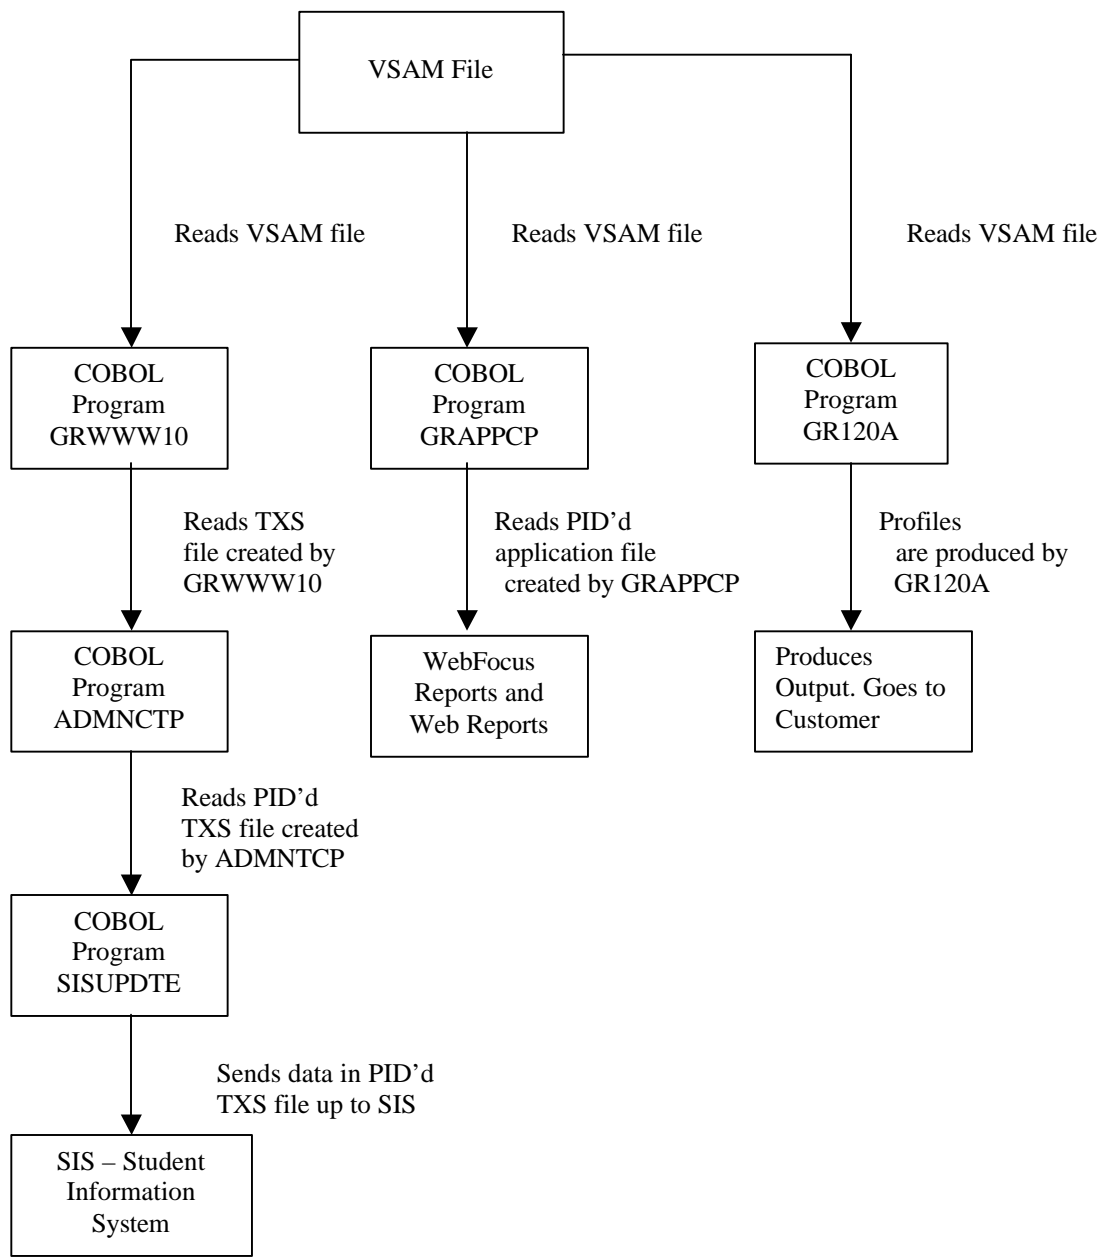 VSAM File
Reads VSAM file
Reads VSAM file
Reads VSAM file
COBOL
Program
GRWWW10
COBOL
Program
GRAPPCP
COBOL
Program
GR120A
Reads TXS
file created by
GRWWW10
Reads PID’d
application file
created by GRAPPCP
Profiles
are produced by
GR120A
COBOL
Program
ADMNCTP
WebFocus
Reports and
Web Reports
Produces
Output. Goes to
Customer
Reads PID’d
TXS file created
by ADMNTCP
COBOL
Program
SISUPDTE
Sends data in PID’d
TXS file up to SIS
SIS – Student
Information
System